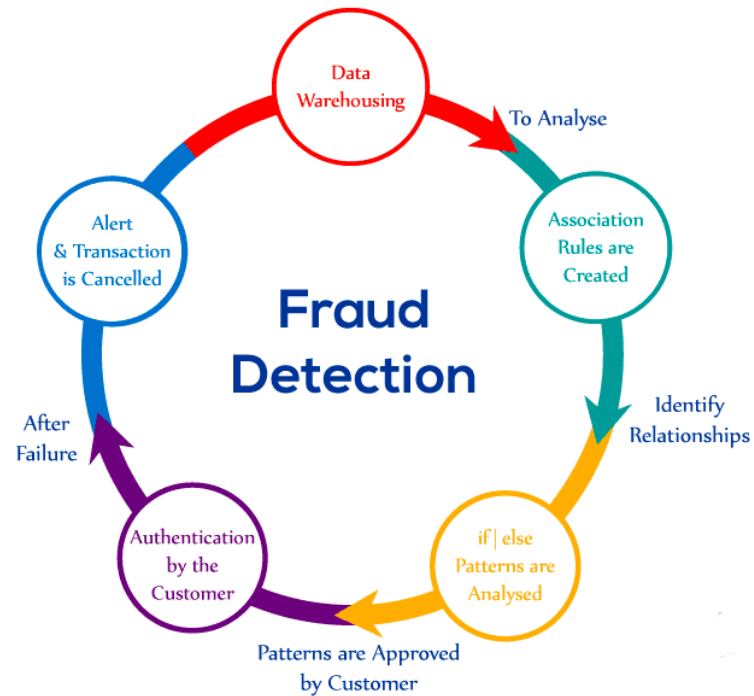 Data
Warehousing
To Analyse
Association
Rules are
Created
Identify
Relationships
if | else
Patterns are
Analysed
Patterns are Approved
by Customer
Authentication
by the
Customer
After
Failure
Alert
& Transaction
is Cancelled
Fraud
Detection